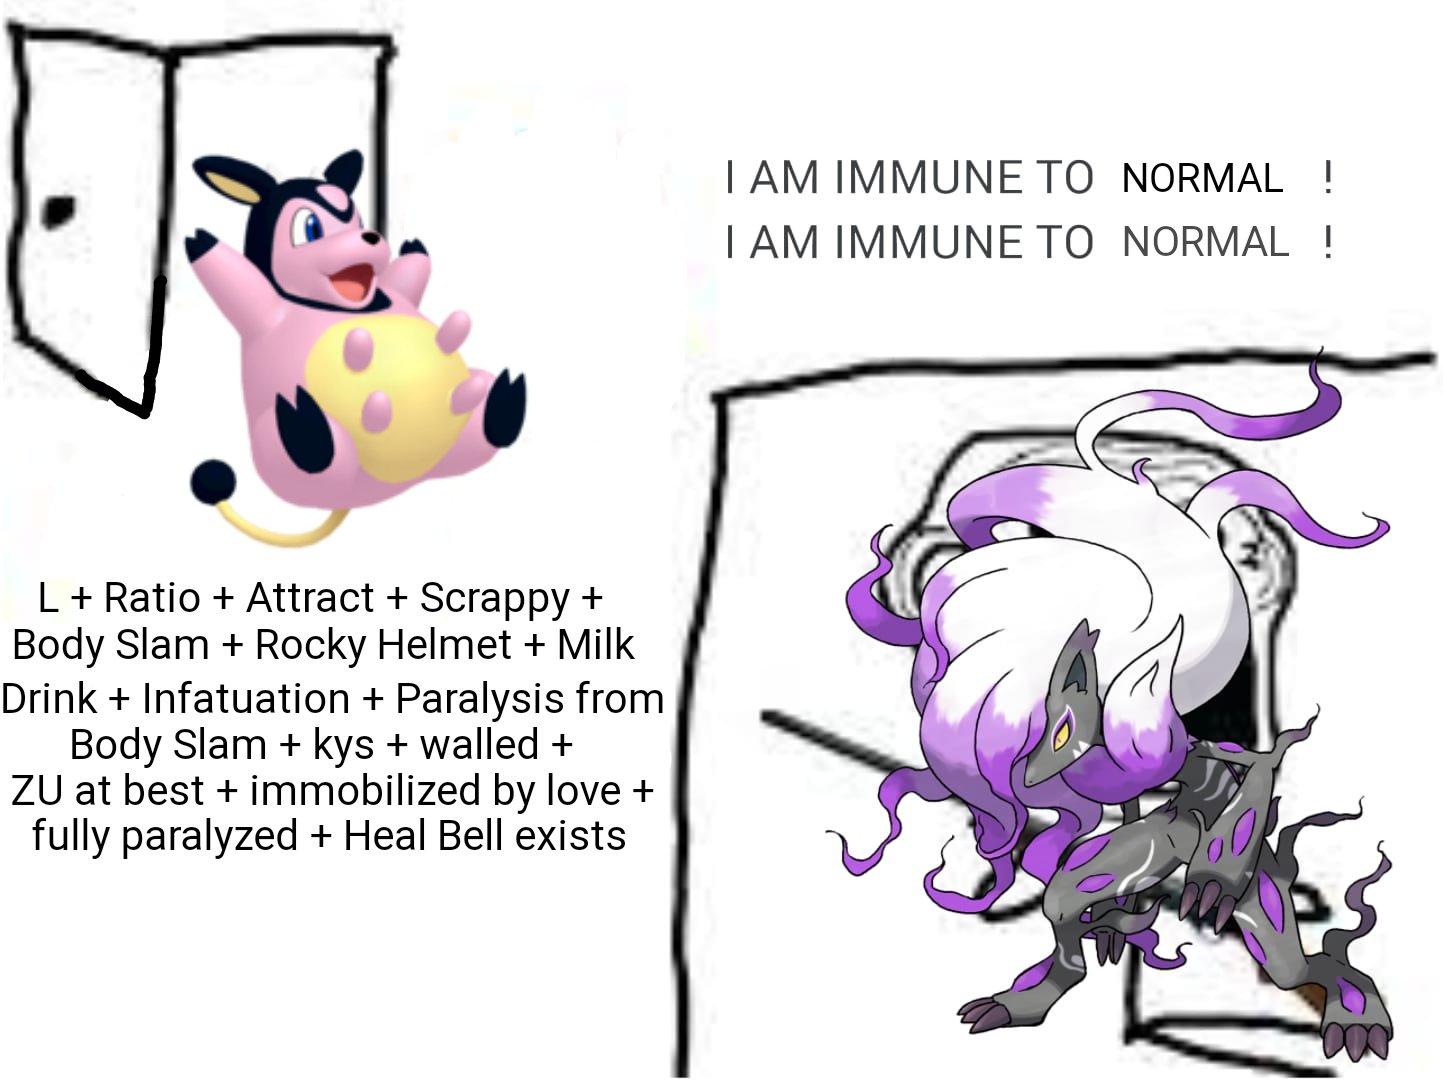 I AM IMMUNE TO NORMAL !
I AM IMMUNE TO NORMAL !
L + Ratio + Attract + Scrappy +
Body Slam + Rocky Helmet + Milk
Drink + Infatuation + Paralysis from
Body Slam + kys + walled +
ZU at best + immobilized by love +
fully paralyzed + Heal Bell exists